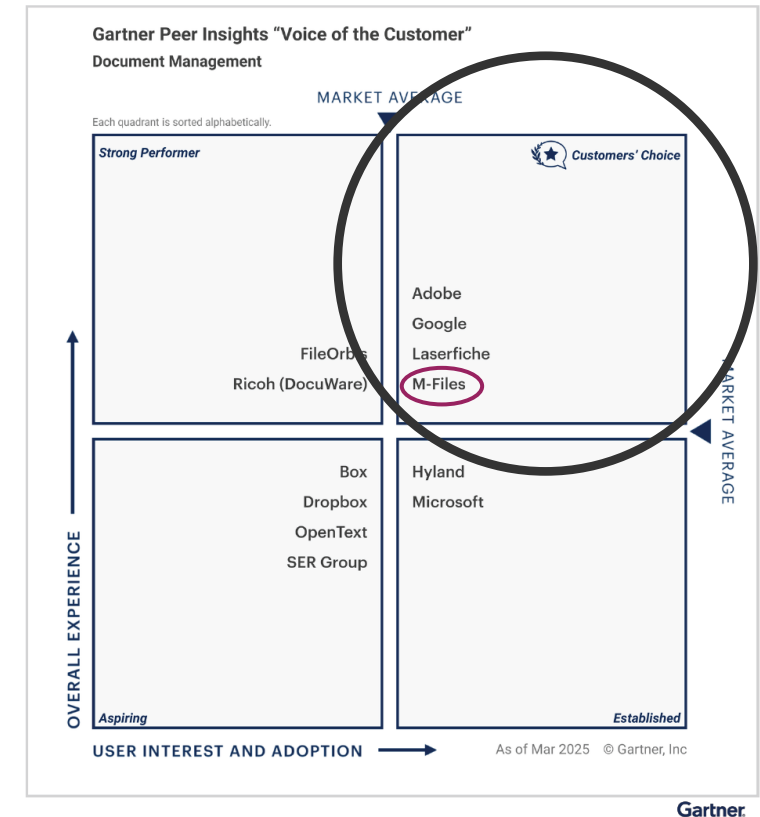 Gartner Peer Insights “Voice of the Customer”
Document Management
MARKET AVERAGE
Each quadrant is sorted alphabetically.
Strong Performer
Customers’ Choice
FileOrbis
Ricoh (DocuWare)
Adobe
Google
Laserfiche
M-Files
MARKET AVERAGE
Box
Dropbox
OpenText
SER Group
Hyland
Microsoft
OVERALL EXPERIENCE
Aspiring
Established
USER INTEREST AND ADOPTION
As of Mar 2025 © Gartner, Inc
Gartner